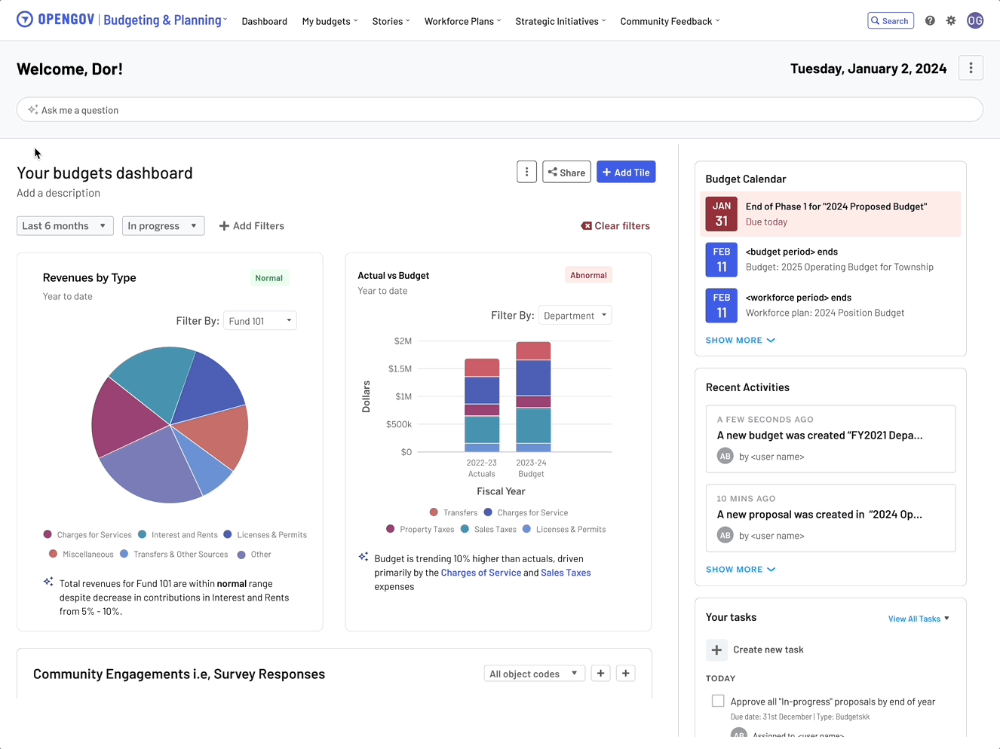 OPENGOV | Budgeting & Planning
Dashboard
My budgets
Stories
Workforce Plans
Strategic Initiatives
Community Feedback
Search
OG
Welcome, Dor!
Tuesday, January 2, 2024
Ask me a question
Your budgets dashboard
Add a description
Share
+ Add Tile
Last 6 months
In progress
+ Add Filters
Clear filters
Revenues by Type
Normal
Year to date
Filter By: Fund 101
Charges for Services
Interest and Rents
Licenses & Permits
Miscellaneous
Transfers & Other Sources
Other
Total revenues for Fund 101 are within normal range
despite decrease in contributions in Interest and Rents
from 5% - 10%.
Actual vs Budget
Abnormal
Year to date
Filter By: Department
Dollars
$2M
$1.5M
$1M
$500k
$0
2022-23
Actuals
2023-24
Budget
Fiscal Year
Transfers
Charges for Service
Property Taxes
Sales Taxes
Licenses & Permits
Budget is trending 10% higher than actuals, driven
primarily by the Charges of Service and Sales Taxes
expenses
Community Engagements i.e, Survey Responses
All object codes
+
+
Budget Calendar
JAN
31
End of Phase 1 for "2024 Proposed Budget"
Due today
FEB
11
<budget period> ends
Budget: 2025 Operating Budget for Township
FEB
11
<workforce period> ends
Workforce plan: 2024 Position Budget
SHOW MORE
Recent Activities
A FEW SECONDS AGO
A new budget was created “FY2021 Depa...
AB
by <user name>
10 MINS AGO
A new proposal was created in “2024 Op...
AB
by <user name>
SHOW MORE
Your tasks
View All Tasks
+ Create new task
TODAY
Approve all "In-progress" proposals by end of year
Due date: 31st December | Type: Budgetskk
AB
Assigned to <user name>